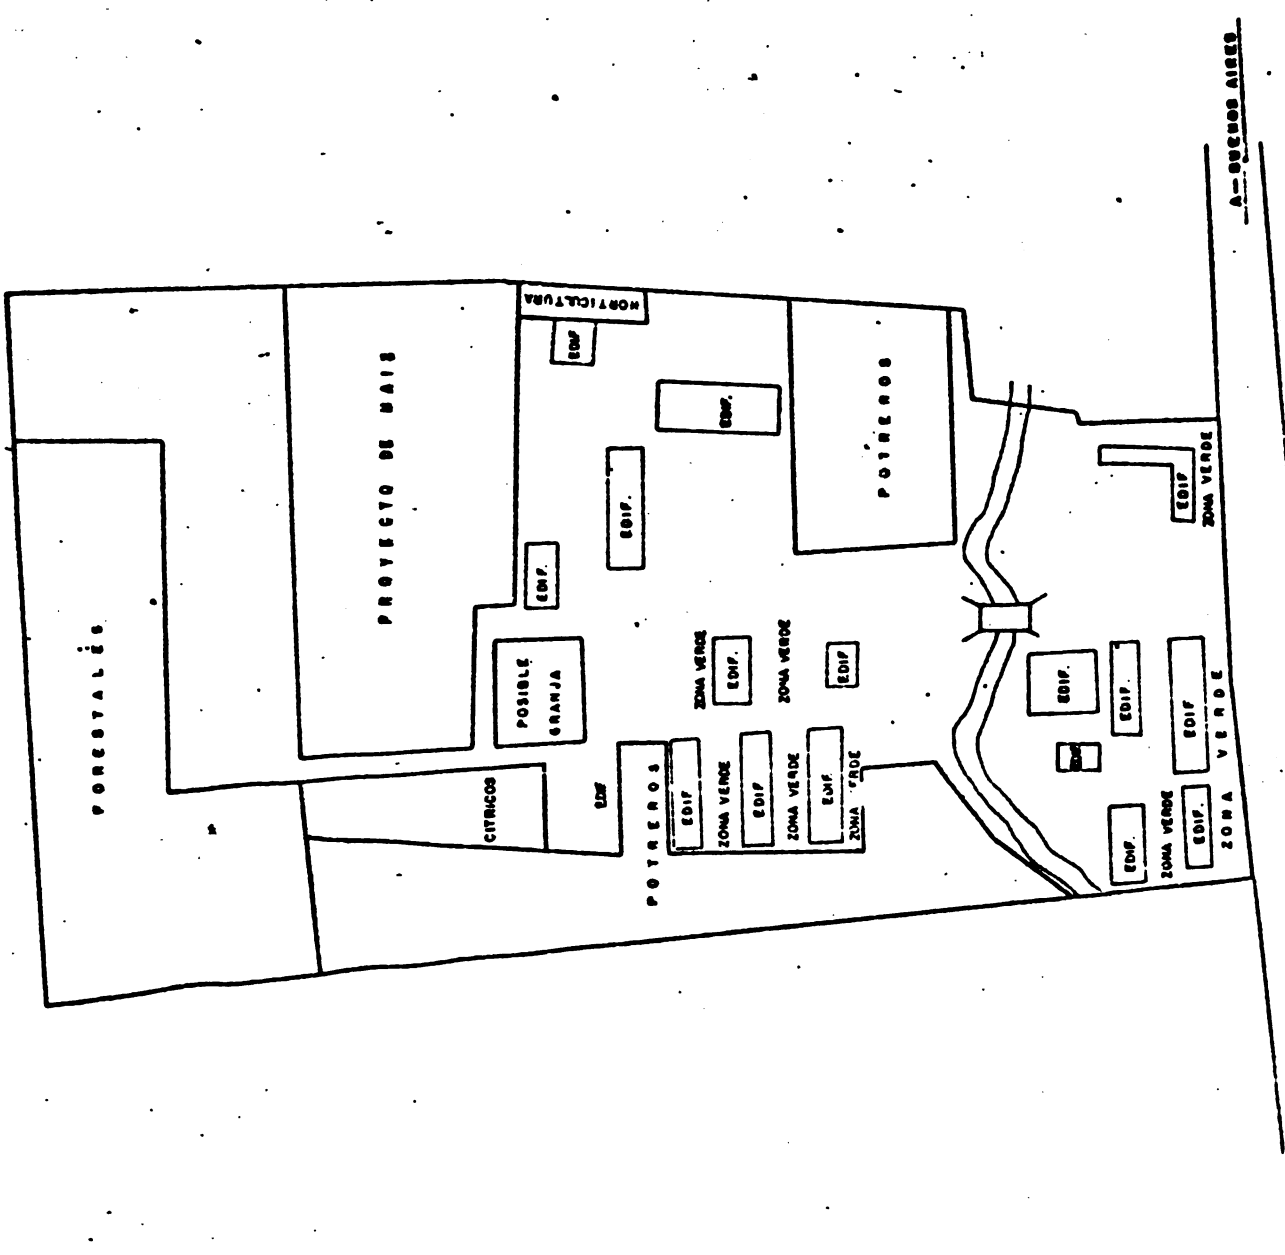 A-BUENOS AIRES
HORTICULTURA
EDIF
PROYECTO DE MAIS
EDIF.
POTREROS
EDIF.
ZONA VERDE
EDIF
EDIF.
FORESTALES
POSIBLE
GRANJA
ZONA VERDE
EDIF.
ZONA VERDE
EDIF
EDIF.
EDIF.
EDIF
ZONA VERDE
EDIF
CITRICOS
EDIF
POTREROS
EDIF
ZONA VERDE
EDIF
ZONA VERDE
EDIF.
ZONA
EDIF.
ZONA VERDE
EDIF.